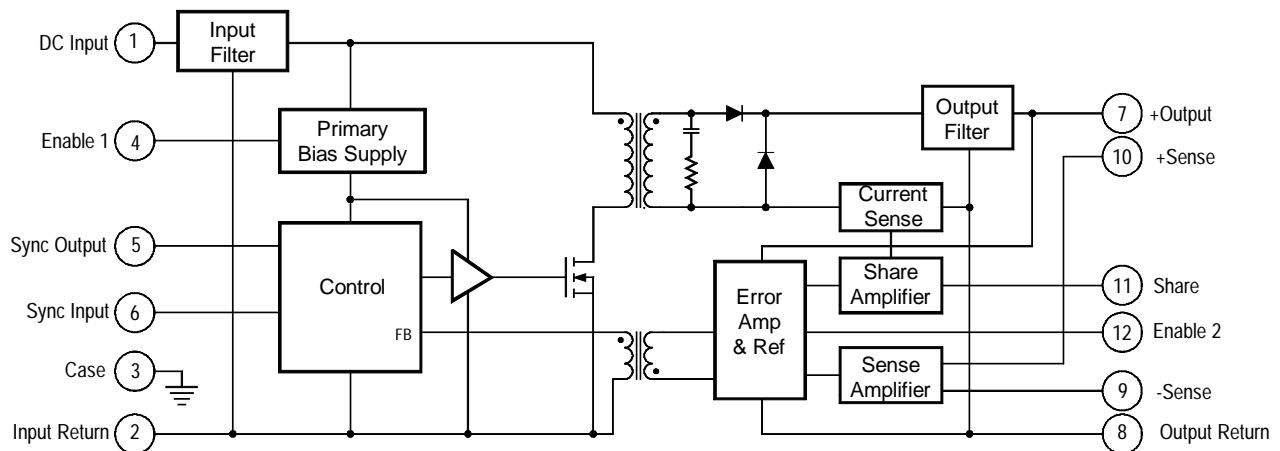 DC Input
1
Input
Filter
Enable 1
4
Primary
Bias Supply
Output
Filter
7
+Output
10
+Sense
Current
Sense
Sync Output
5
Sync Input
6
Control
FB
Error
Amp
& Ref
Share
Amplifier
11
Share
12
Enable 2
Case
3
Sense
Amplifier
9
-Sense
Input Return
2
8
Output Return